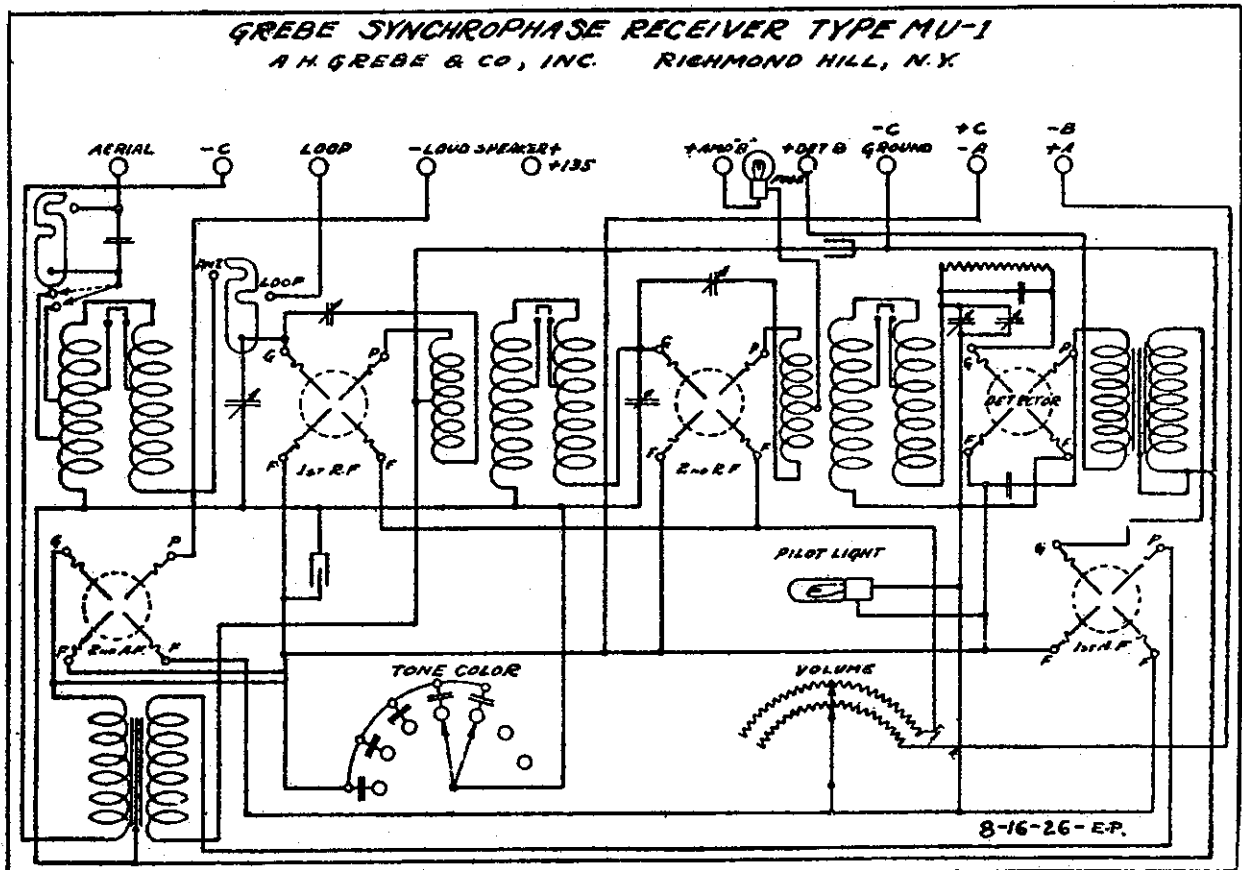 GREBE SYNCHROPHASE RECEIVER TYPE MU-1
A.H. GREBE & CO, INC. RICHMOND HILL, N.Y.
AERIAL
-C
LOOP
-LOUD SPEAKER+
+135
+AMP "B"
+DET B
-C
GROUND
+C
-A
-B
+A
FUSE
ANT
LOOP
G
P
F
F
1ST R.F
G
P
F
F
2ND R.F
G
P
DETECTOR
F
F
G
P
2ND A.F.
F
F
PILOT LIGHT
G
P
1ST A.F
F
F
TONE COLOR
VOLUME
8-16-26-E.P.